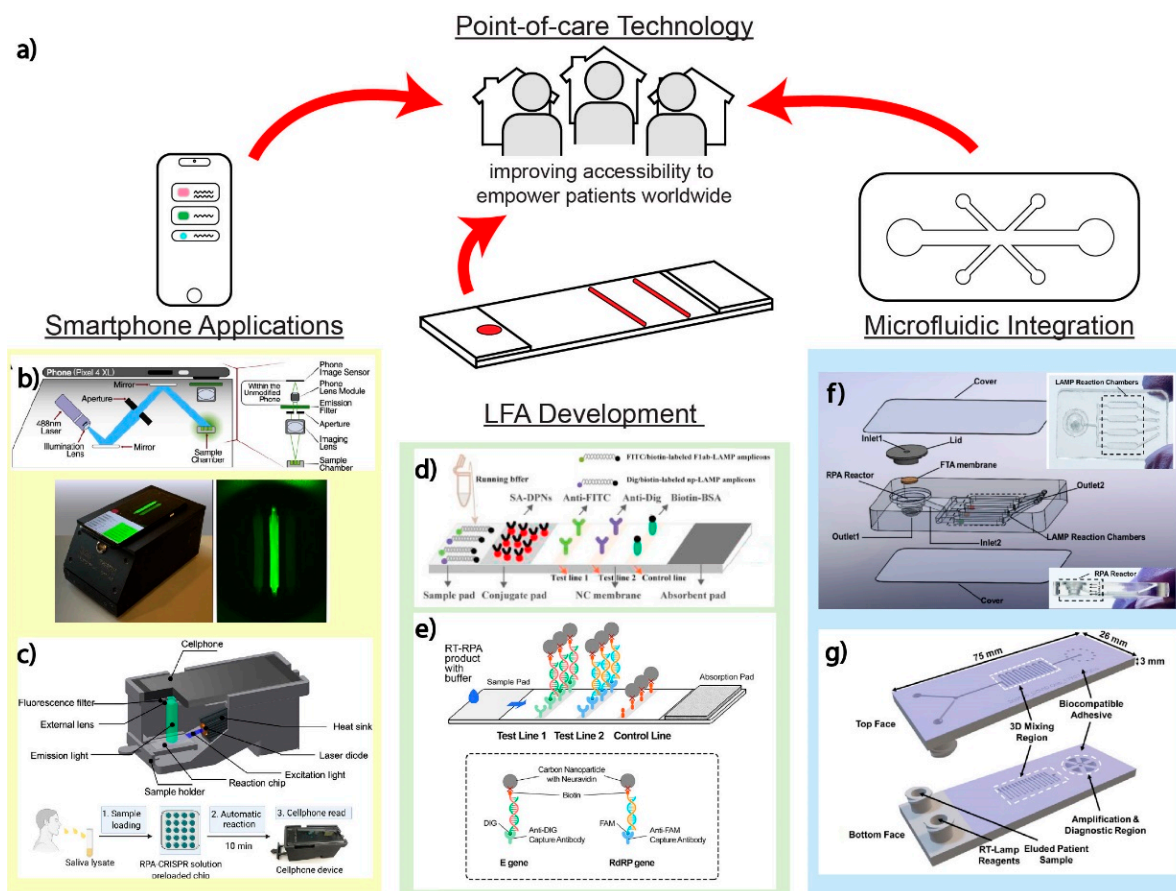 a)
Point-of-care Technology
improving accessibility to
empower patients worldwide
Smartphone Applications
Microfluidic Integration
LFA Development
b)
Phone (Pixel 4 XL)
Mirror
Aperture
488nm
Laser
Illumination
Lens
Mirror
Sample
Chamber
Within the
Unmodified
Phone
Phone
Image Sensor
Phone
Lens Module
Emission
Filter
Aperture
Imaging
Lens
Sample
Chamber
c)
Cellphone
Fluorescence filter
External lens
Emission light
Sample holder
Reaction chip
Excitation light
Laser diode
Heat sink
Saliva lysate
1. Sample
loading
RPA-CRISPR solution
preloaded chip
2. Automatic
reaction
10 min
3. Cellphone read
Cellphone
device
d)
Running bffer
FITC/biotin-labeled F1ab-LAMP amplicons
Dig/biotin-labeled np-LAMP amplicons
SA-DPNs
Anti-FITC
Anti-Dig
Biotin-BSA
Test line 1
Test line 2
Control line
Sample pad
Conjugate pad
NC membrane
Absorbent pad
e)
RT-RPA
product with
buffer
Sample Pad
Absorption Pad
Test Line 1
Test Line 2
Control Line
Carbon Nanoparticle
with Neuravidin
Biotin
DIG
Anti-DIG
Capture Antibody
E gene
FAM
Anti-FAM
Capture Antibody
RdRP gene
f)
Cover
LAMP Reaction Chambers
Inlet1
Lid
RPA Reactor
FTA membrane
Outlet2
Outlet1
LAMP Reaction Chambers
Inlet2
RPA Reactor
Cover
g)
75 mm
26 mm
3 mm
Top Face
Biocompatible
Adhesive
3D Mixing
Region
Bottom Face
Amplification &
Diagnostic Region
RT-Lamp
Reagents
Eluded Patient
Sample